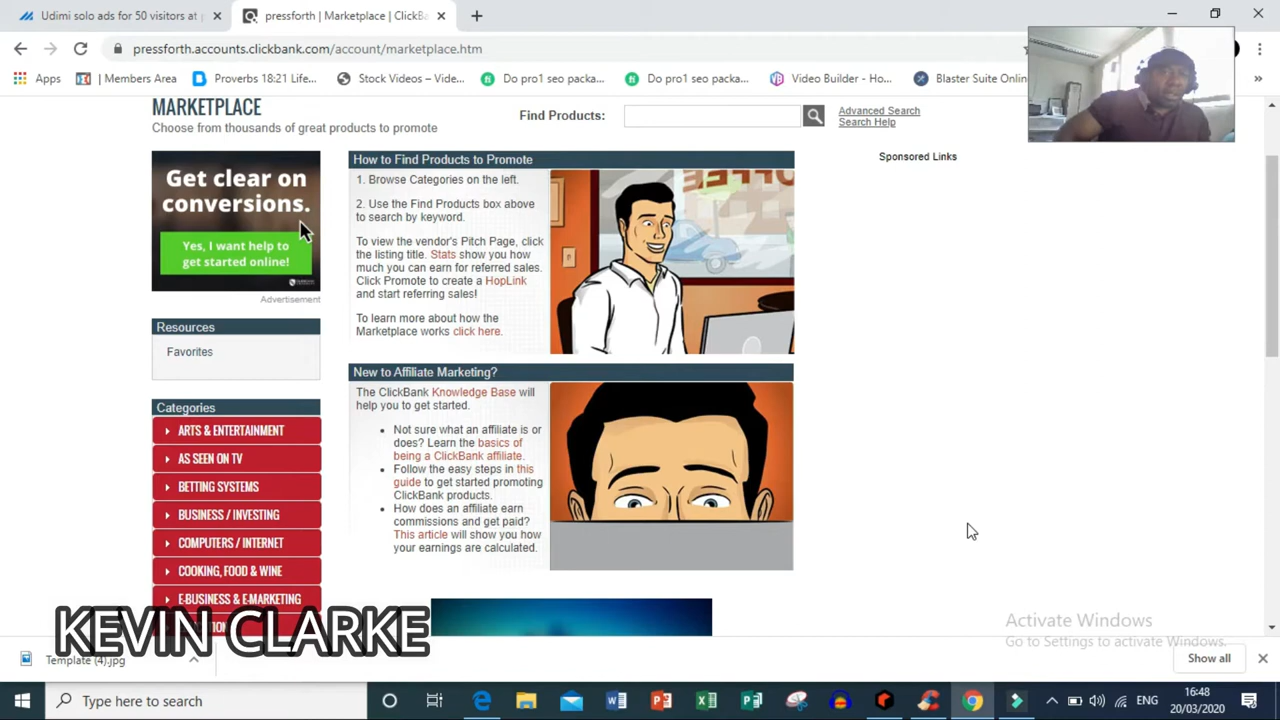 Udimi solo ads for 50 visitors at
pressforth | Marketplace | ClickBa
pressforth.accounts.clickbank.com/account/marketplace.htm
Apps
| Members Area
Proverbs 18:21 Life...
Stock Videos – Vide...
Do pro1 seo packa...
Do pro1 seo packa...
Video Builder - Ho...
Blaster Suite Onlin
MARKETPLACE
Choose from thousands of great products to promote
Find Products:
Advanced Search
Search Help
Get clear on
conversions.
Yes, I want help to
get started online!
Advertisement
Resources
Favorites
Categories
ARTS & ENTERTAINMENT
AS SEEN ON TV
BETTING SYSTEMS
BUSINESS / INVESTING
COMPUTERS / INTERNET
COOKING, FOOD & WINE
E-BUSINESS & E-MARKETING
How to Find Products to Promote
1. Browse Categories on the left.
2. Use the Find Products box above
to search by keyword.
To view the vendor's Pitch Page, click
the listing title. Stats show you how
much you can earn for referred sales.
Click Promote to create a HopLink
and start referring sales!
To learn more about how the
Marketplace works click here.
New to Affiliate Marketing?
The ClickBank Knowledge Base will
help you to get started.
Not sure what an affiliate is or
does? Learn the basics of
being a ClickBank affiliate.
Follow the easy steps in this
guide to get started promoting
ClickBank products.
How does an affiliate earn
commissions and get paid?
This article will show you how
your earnings are calculated.
Sponsored Links
KEVIN CLARKE
Activate Windows
Go to Settings to activate Windows.
Template (4).jpg
Show all
Type here to search
ENG
16:48
20/03/2020